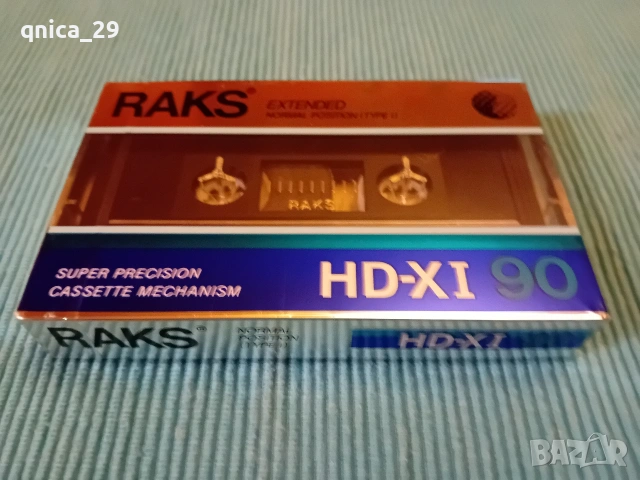 qnica_29
RAKS®
EXTENDED
NORMAL POSITION (TYPE I)
RAKS
SUPER PRECISION
CASSETTE MECHANISM
HD-XI 90
RAKS®
NORMAL
POSITION
(TYPE I)
HD-XI
BAZAR